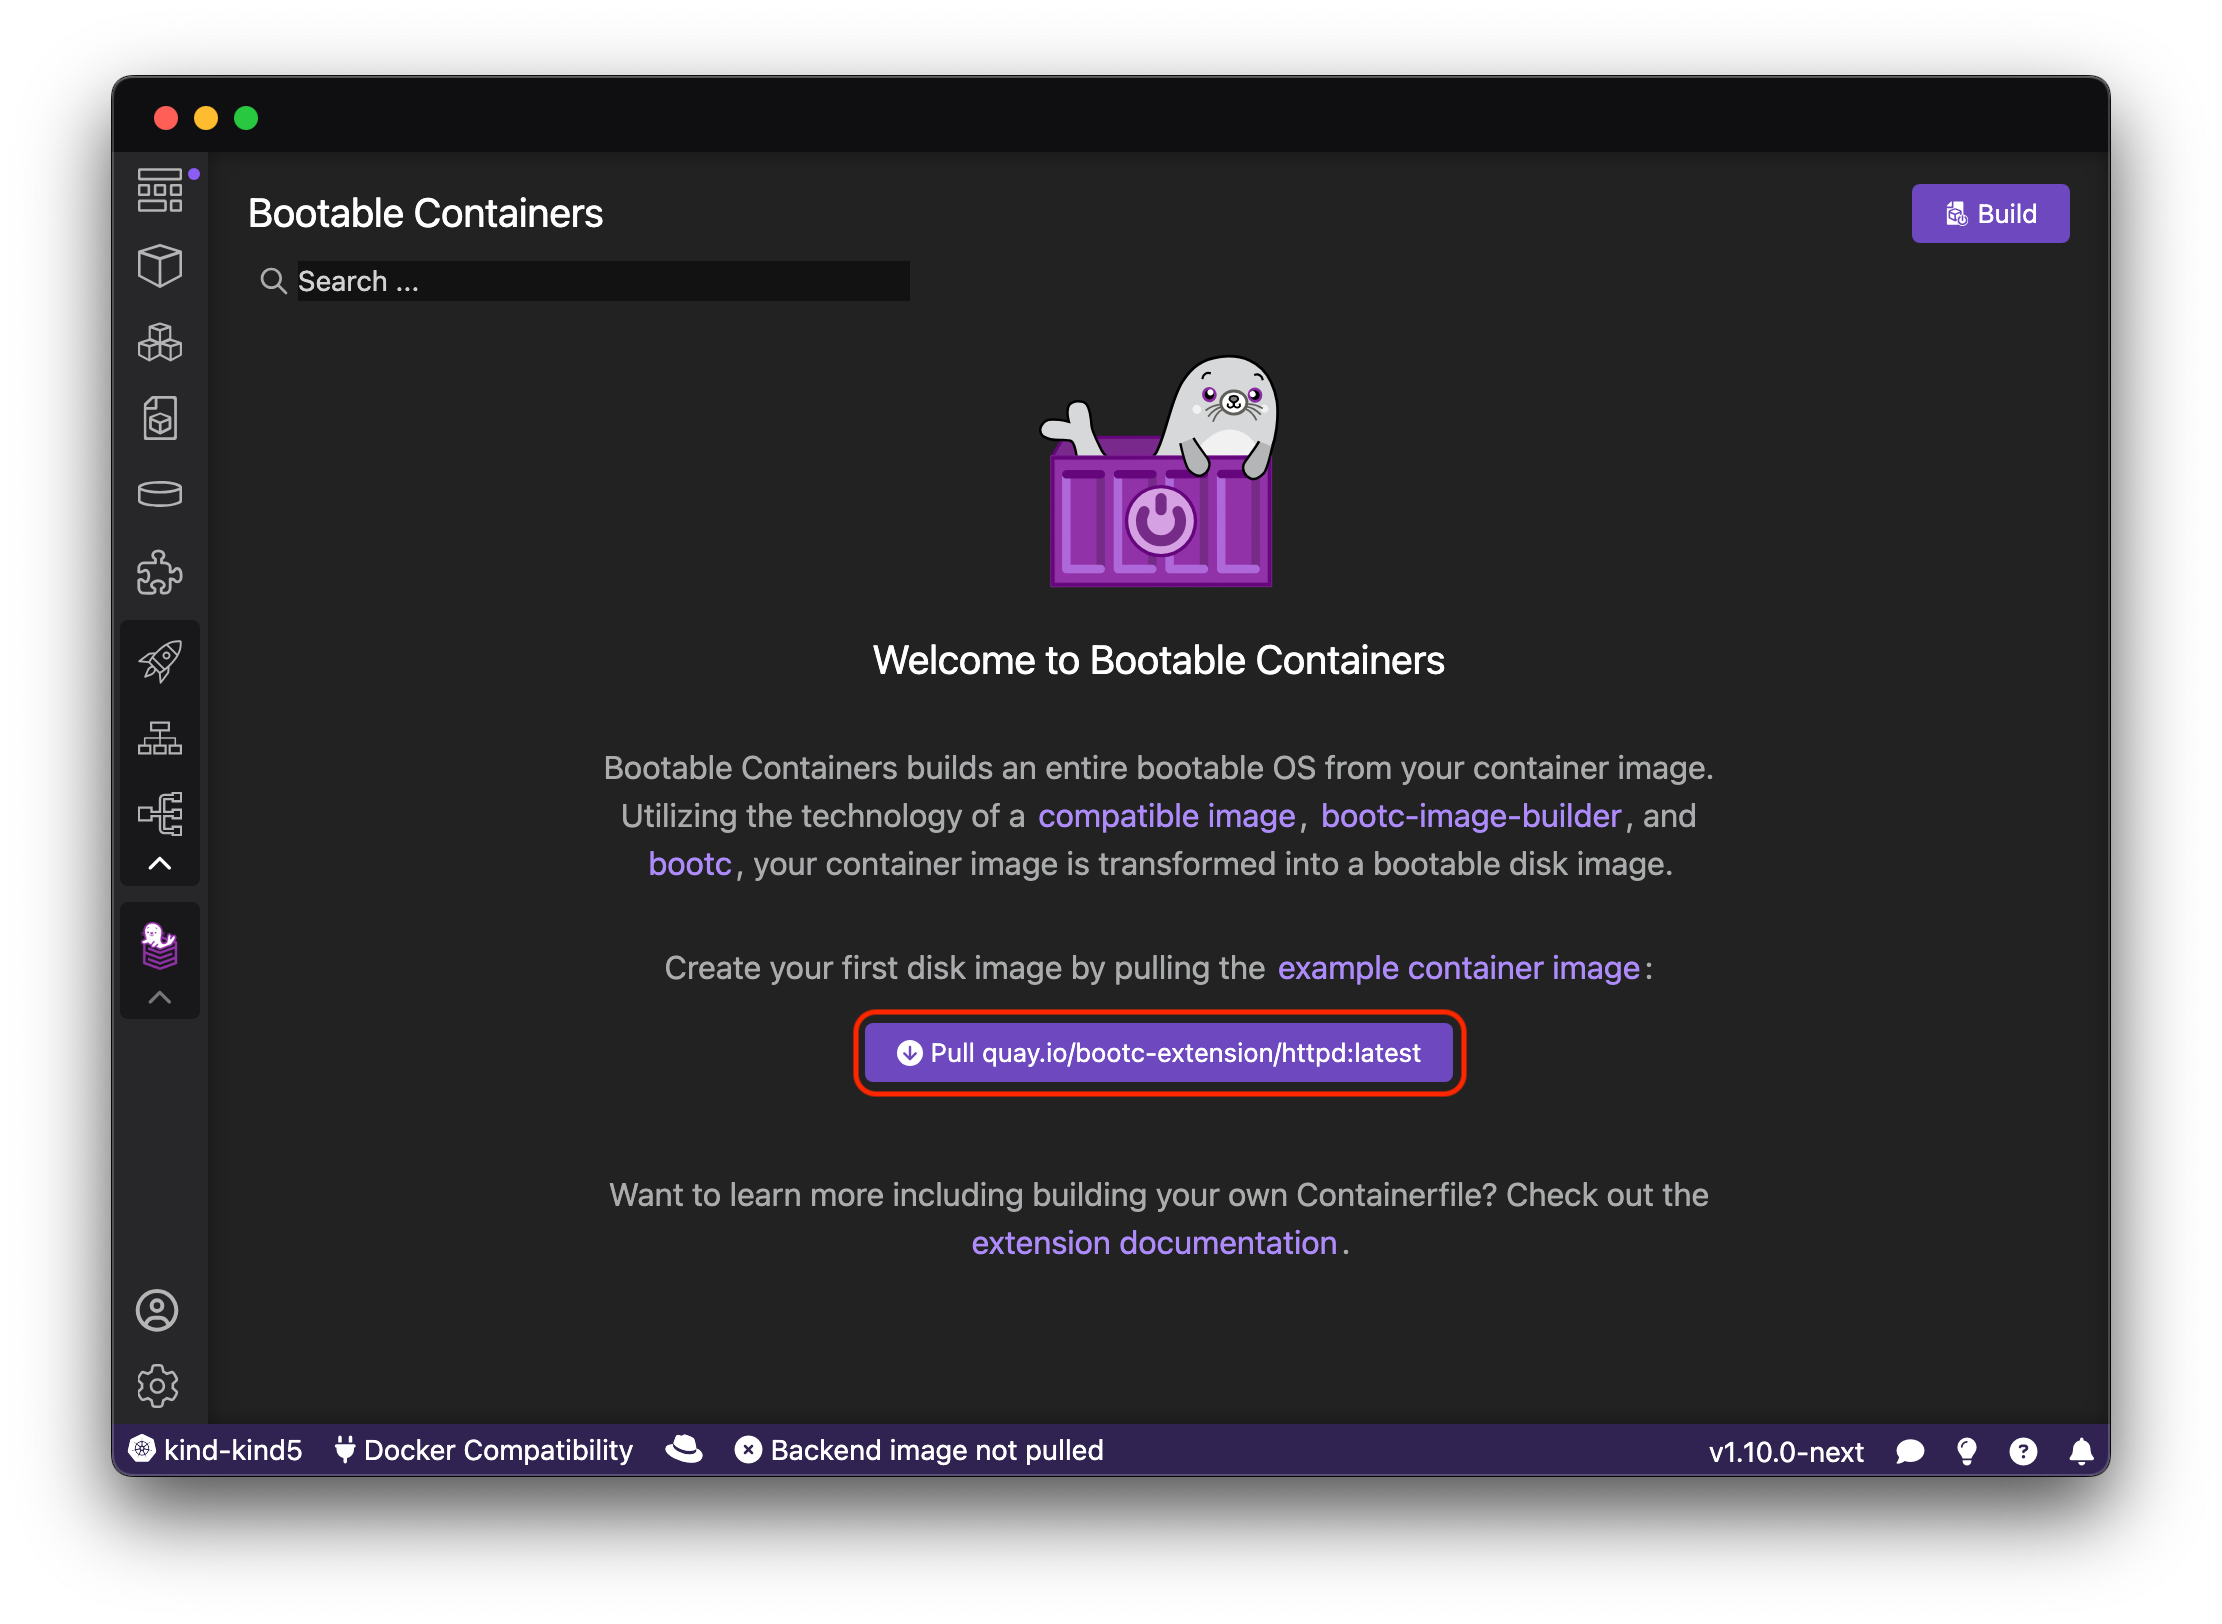 Bootable Containers
Build
Search ...
Welcome to Bootable Containers
Bootable Containers builds an entire bootable OS from your container image.
Utilizing the technology of a compatible image, bootc-image-builder, and
bootc, your container image is transformed into a bootable disk image.
Create your first disk image by pulling the example container image:
Pull quay.io/bootc-extension/httpd:latest
Want to learn more including building your own Containerfile? Check out the
extension documentation.
kind-kind5 Docker Compatibility Backend image not pulled v1.10.0-next